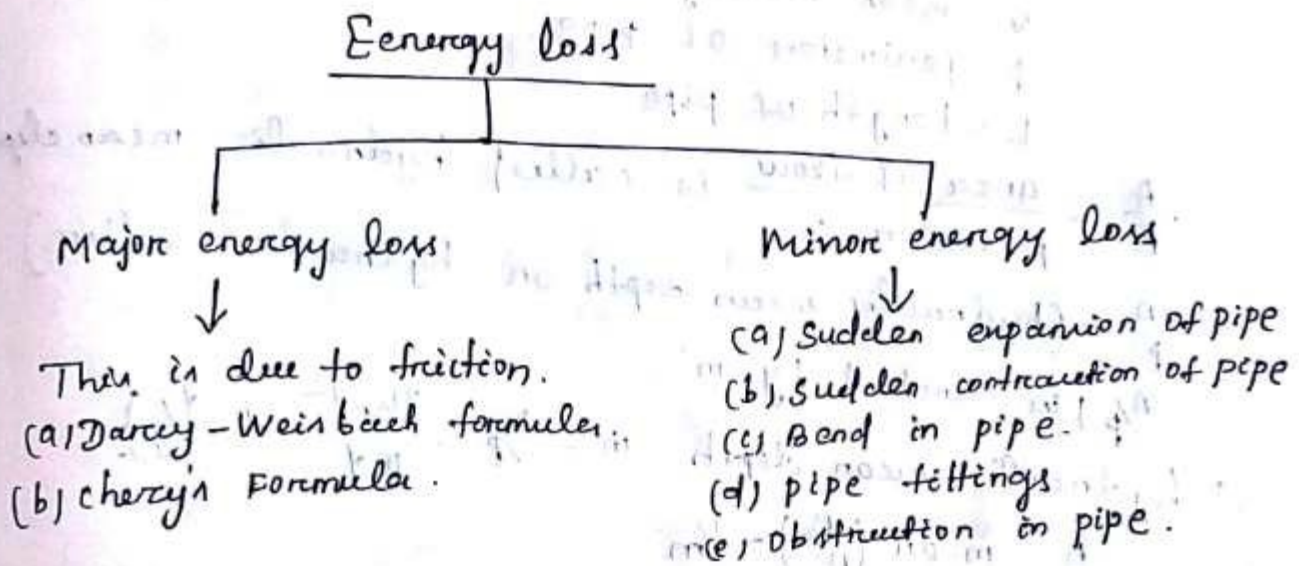 Eenergy loss
Major energy loss
This is due to friction.
(a) Darcy-Weisbach formula.
(b) chezy's Formula.
Minor energy loss
(a) Sudden expansion of pipe
(b) Sudden contraction of pipe
(c) Bend in pipe.
(d) pipe fittings
(e) Obstruction in pipe.